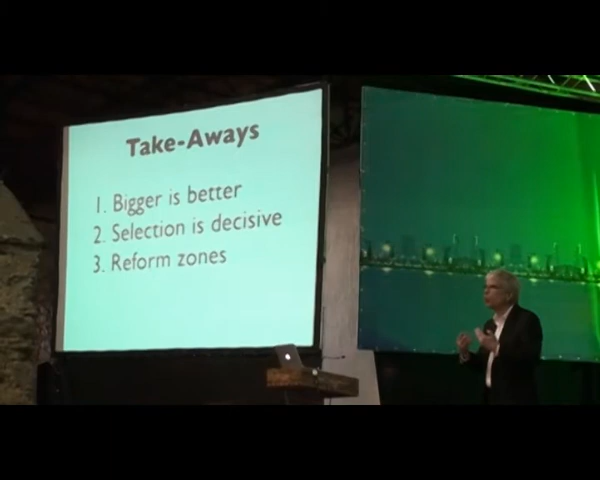 Take-Aways
1. Bigger is better
2. Selection is decisive
3. Reform zones